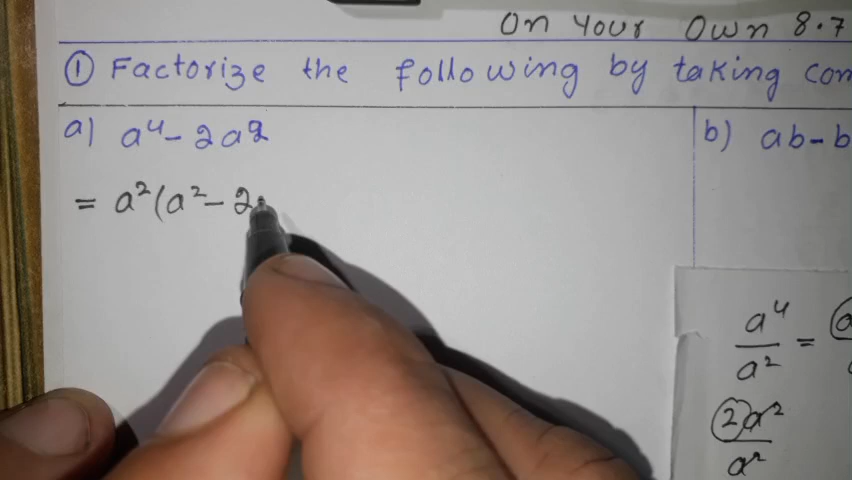 On Your Own 8.7
① Factorize the following by taking com
a) a⁴ - 2a²
= a²(a² - 2
b) ab - b
a⁴/a² =
2a²/a²